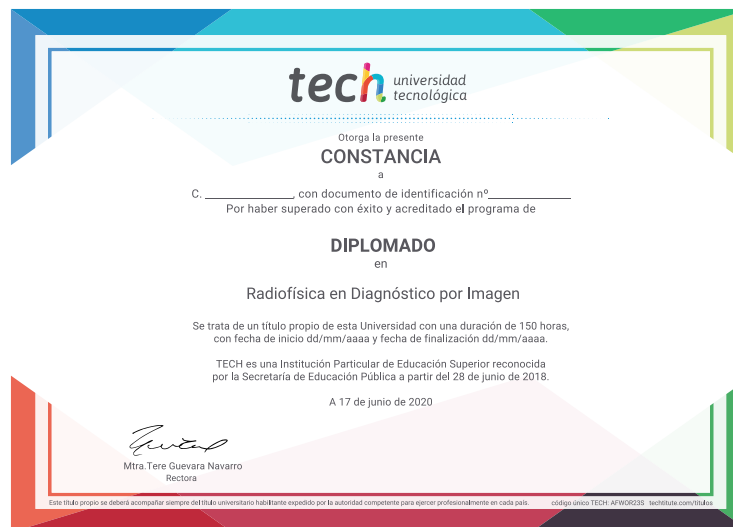 tech universidad
tecnológica
Otorga la presente
CONSTANCIA
a
C. ______________, con documento de identificación nº_____________
Por haber superado con éxito y acreditado el programa de
DIPLOMADO
en
Radiofísica en Diagnóstico por Imagen
Se trata de un título propio de esta Universidad con una duración de 150 horas,
con fecha de inicio dd/mm/aaaa y fecha de finalización dd/mm/aaaa.
TECH es una Institución Particular de Educación Superior reconocida
por la Secretaría de Educación Pública a partir del 28 de junio de 2018.
A 17 de junio de 2020
Mtra.Tere Guevara Navarro
Rectora
Este título propio se deberá acompañar siempre del título universitario habilitante expedido por la autoridad competente para ejercer profesionalmente en cada país. código único TECH: AFWOR23S techtitute.com/títulos